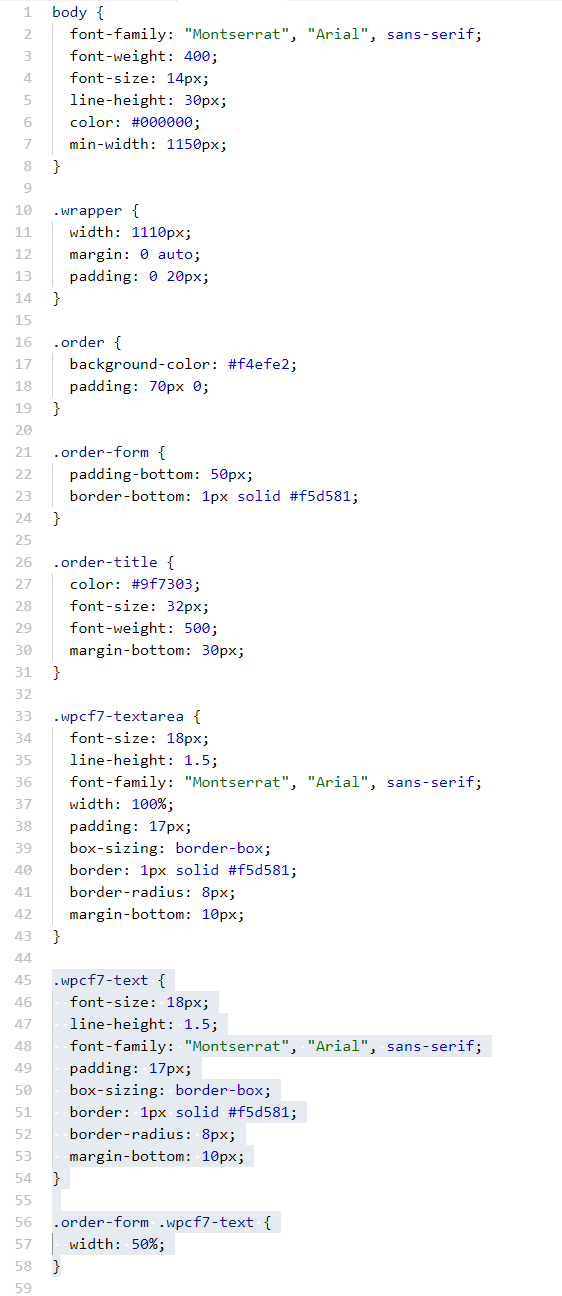 1 body {
2 font-family: "Montserrat", "Arial", sans-serif;
3 font-weight: 400;
4 font-size: 14px;
5 line-height: 30px;
6 color: #000000;
7 min-width: 1150px;
8 }
9
10 .wrapper {
11 width: 1110px;
12 margin: 0 auto;
13 padding: 0 20px;
14 }
15
16 .order {
17 background-color: #f4efe2;
18 padding: 70px 0;
19 }
20
21 .order-form {
22 padding-bottom: 50px;
23 border-bottom: 1px solid #f5d581;
24 }
25
26 .order-title {
27 color: #9f7303;
28 font-size: 32px;
29 font-weight: 500;
30 margin-bottom: 30px;
31 }
32
33 .wpcf7-textarea {
34 font-size: 18px;
35 line-height: 1.5;
36 font-family: "Montserrat", "Arial", sans-serif;
37 width: 100%;
38 padding: 17px;
39 box-sizing: border-box;
40 border: 1px solid #f5d581;
41 border-radius: 8px;
42 margin-bottom: 10px;
43 }
44
45 .wpcf7-text {
46 font-size: 18px;
47 line-height: 1.5;
48 font-family: "Montserrat", "Arial", sans-serif;
49 padding: 17px;
50 box-sizing: border-box;
51 border: 1px solid #f5d581;
52 border-radius: 8px;
53 margin-bottom: 10px;
54 }
55
56 .order-form .wpcf7-text {
57 width: 50%;
58 }
59